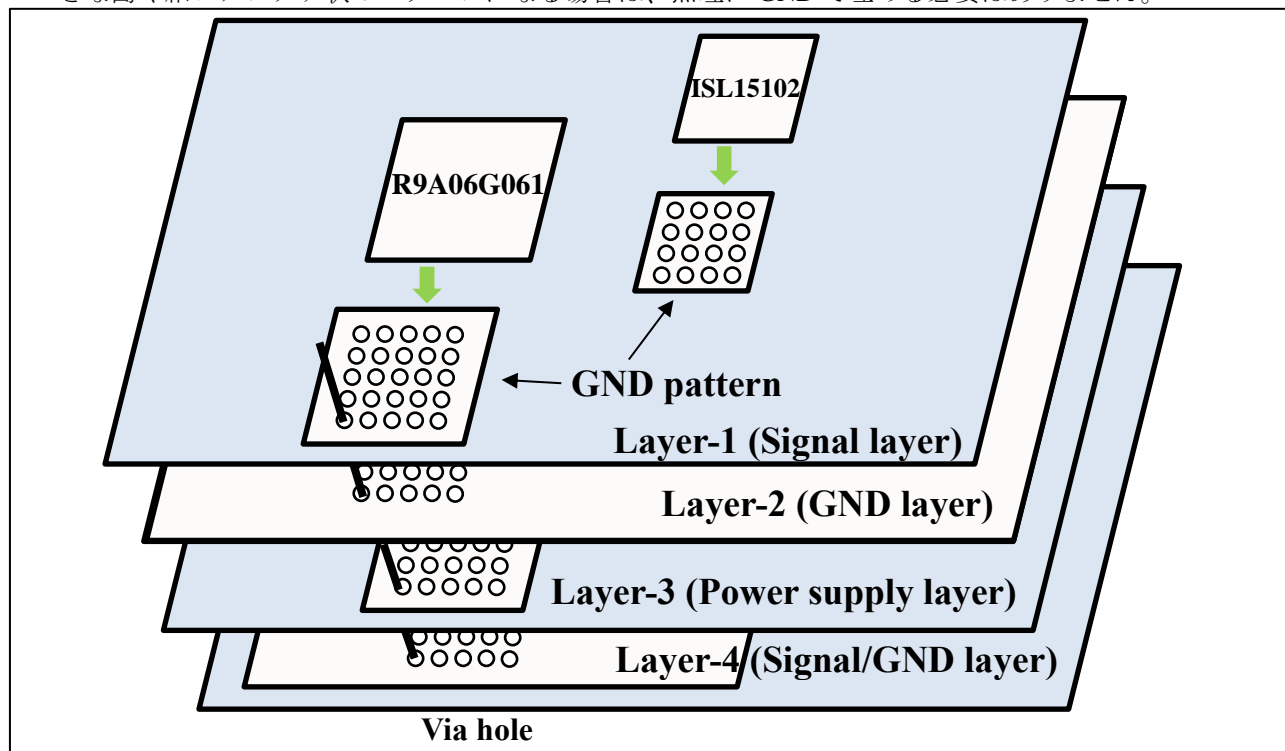 ISL15102
R9A06G061
GND pattern
Layer-1 (Signal layer)
Layer-2 (GND layer)
Layer-3 (Power supply layer)
Layer-4 (Signal/GND layer)
Via hole